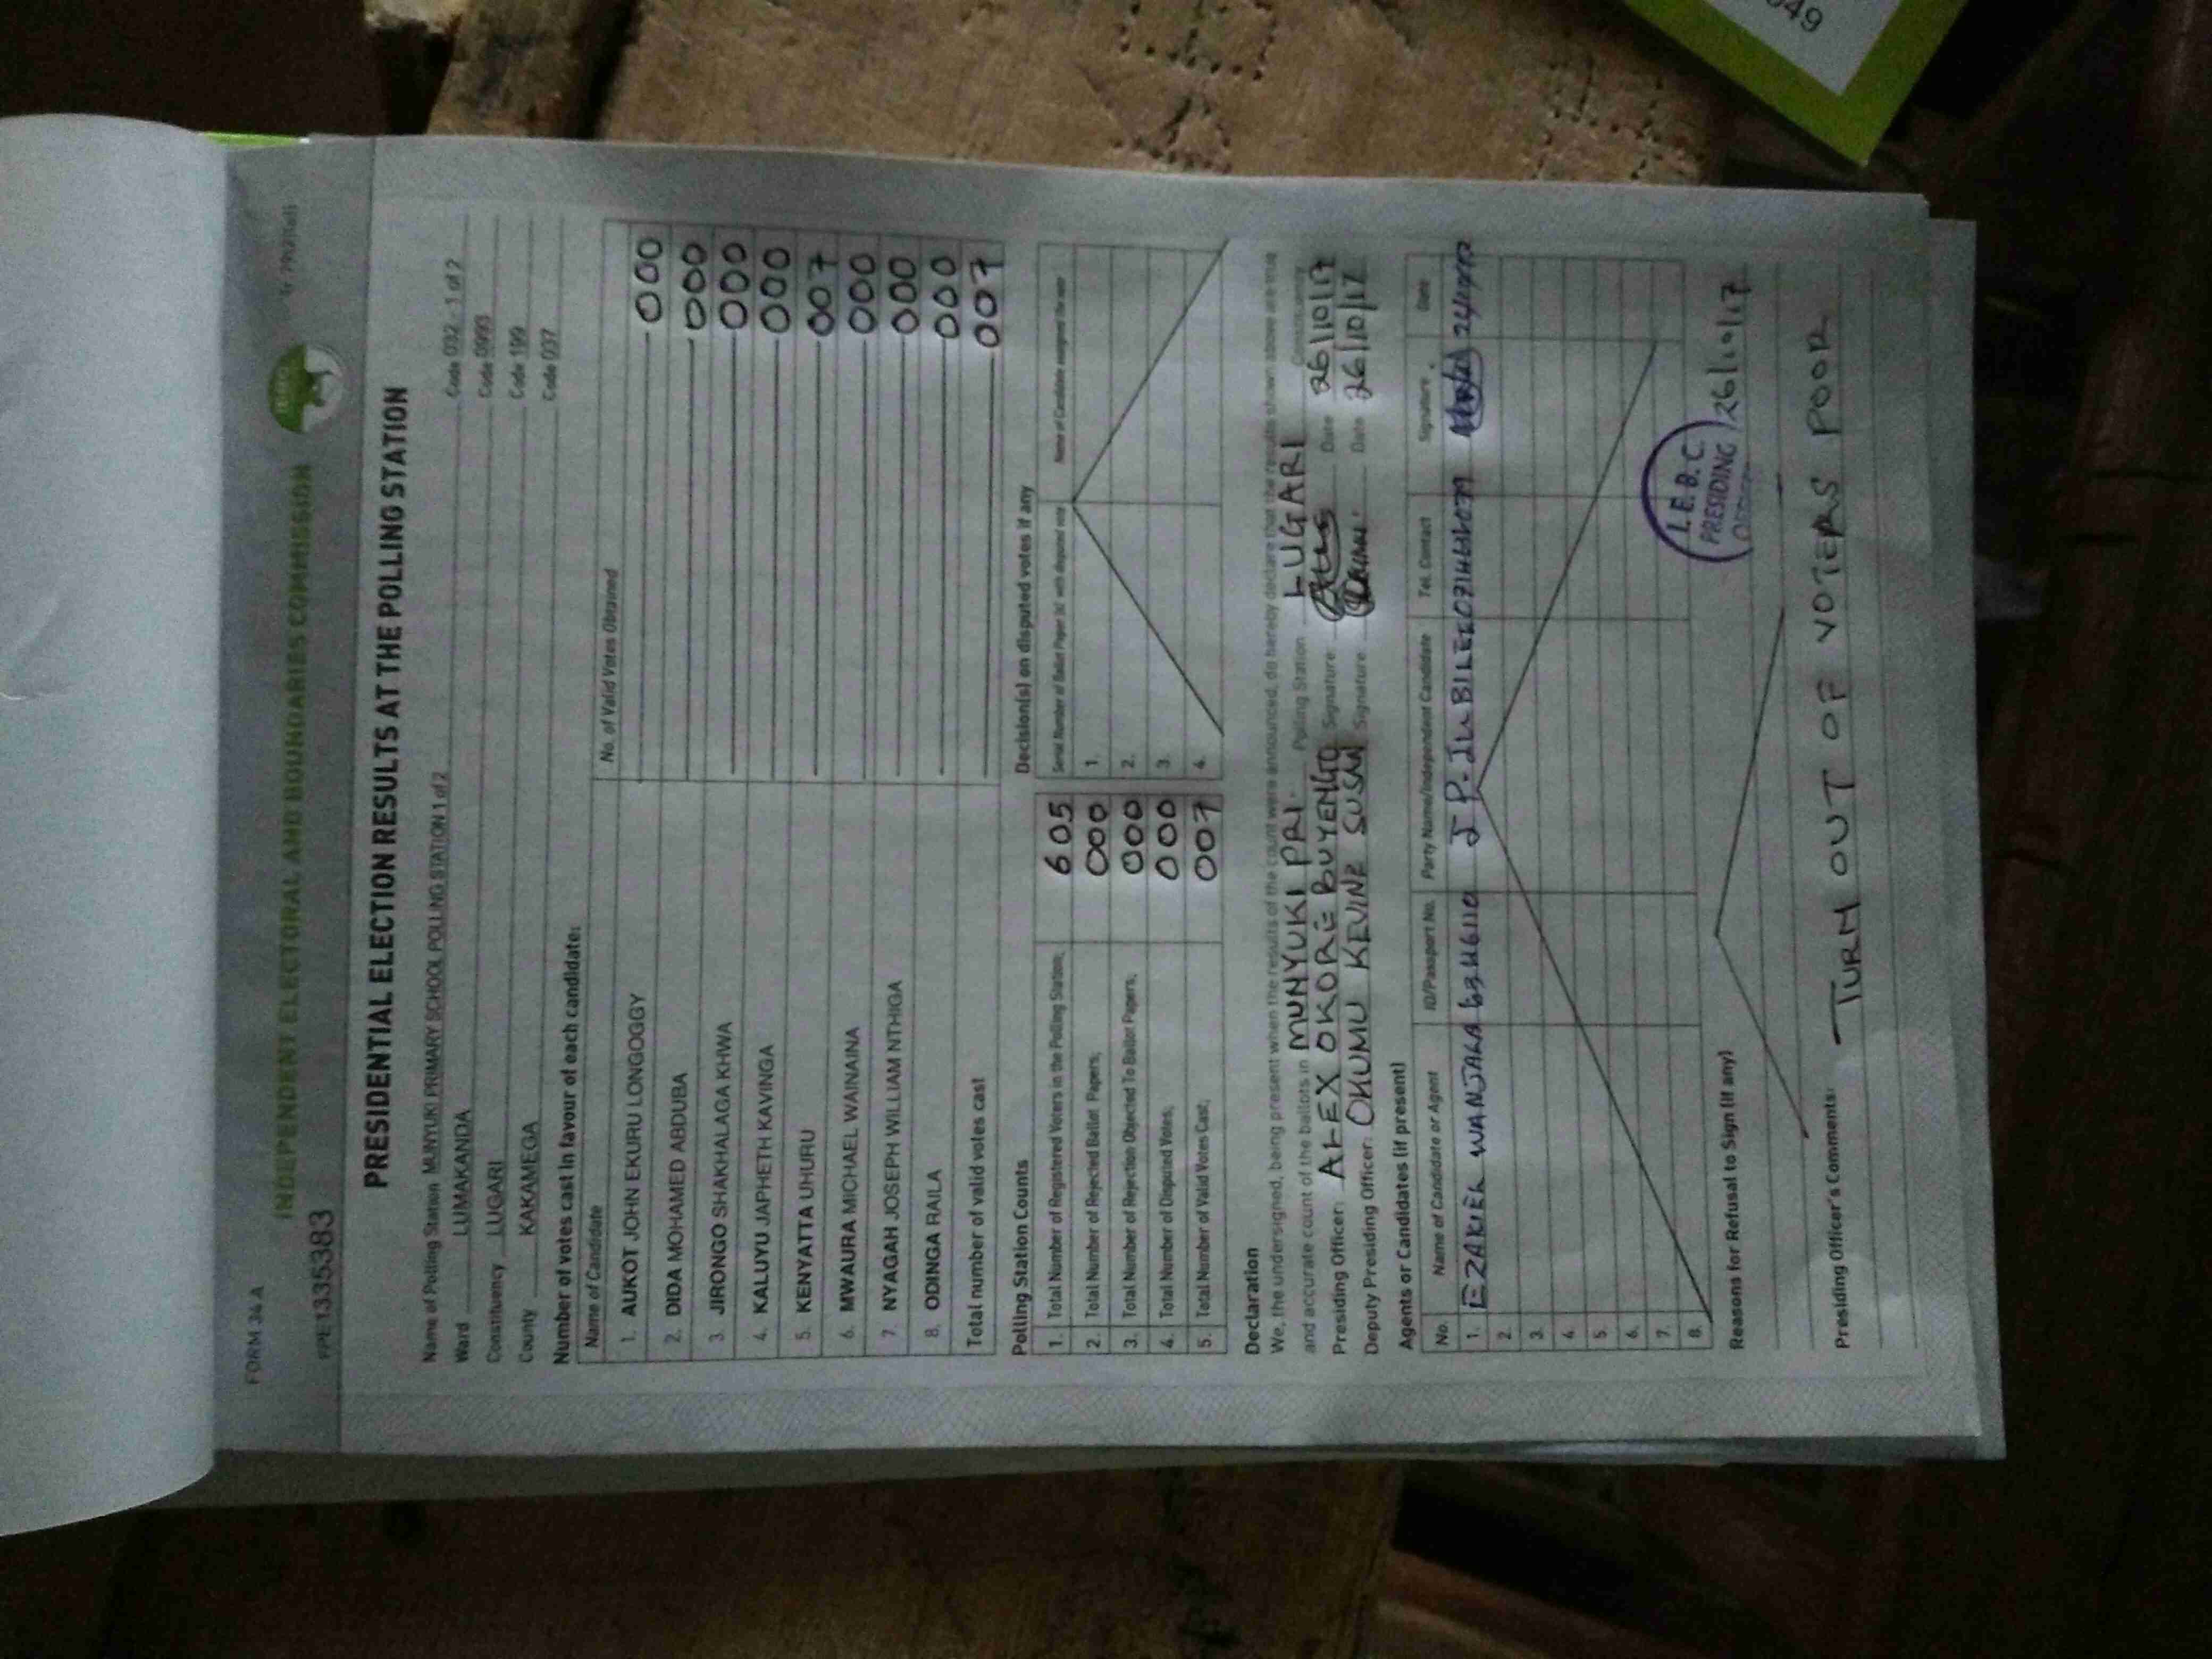 FORM 34 A
INDEPENDENT ELECTORAL AND BOUNDARIES COMMISSION
PPE1335383
PRESIDENTIAL ELECTION RESULTS AT THE POLLING STATION
Name of Polling Station MUNYUKI PRIMARY SCHOOL POLLING STATION 1 of 2 Code 032 - 1 of 2
Ward LUMAKANDA Code 0993
Constituency LUGARI Code 199
County KAKAMEGA Code 037
Number of votes cast in favour of each candidate:
Name of Candidate No. of Valid Votes Obtained
1. AUKOT JOHN EKURU LONGOGGY 000
2. DIDA MOHAMED ABDUBA 000
3. JIRONGO SHAKHALAGA KHWA 000
4. KALUYU JAPHETH KAVINGA 000
5. KENYATTA UHURU 007
6. MWAURA MICHAEL WAINAINA 000
7. NYAGAH JOSEPH WILLIAM NTHIGA 000
8. ODINGA RAILA 000
Total number of valid votes cast 007
Polling Station Counts
1. Total Number of Registered Voters in the Polling Station; 605
2. Total Number of Rejected Ballot Papers; 000
3. Total Number of Rejection Objected To Ballot Papers; 000
4. Total Number of Disputed Votes; 000
5. Total Number of Valid Votes Cast; 007
Decision(s) on disputed votes if any
Serial Number of Ballot Paper (s) with disputed vote Name of Candidate assigned the vote
1.
2.
3.
4.
Declaration
We, the undersigned, being present when the results of the count were announced, do hereby declare that the results shown above are true
and accurate count of the ballots in MUNYUKI PRI. Polling Station LUGARI Constituency
Presiding Officer: ALEX OKORE BUYENGO Signature: Date 26/10/17
Deputy Presiding Officer: OKUMU KEVINE SUSAN Signature: Date 26/10/17
Agents or Candidates (if present)
No. Name of Candidate or Agent ID/Passport No. Party Name/Independent Candidate Tel. Contact Signature Date
1. EZAKIEL WANJALA JP. JUBILEE
2.
3.
4.
5.
6.
7.
8.
I.E.B.C.
PRESIDING
26/10/17
Reasons for Refusal to Sign (if any)
Presiding Officer's Comments:
TURN OUT OF VOTERS POOR